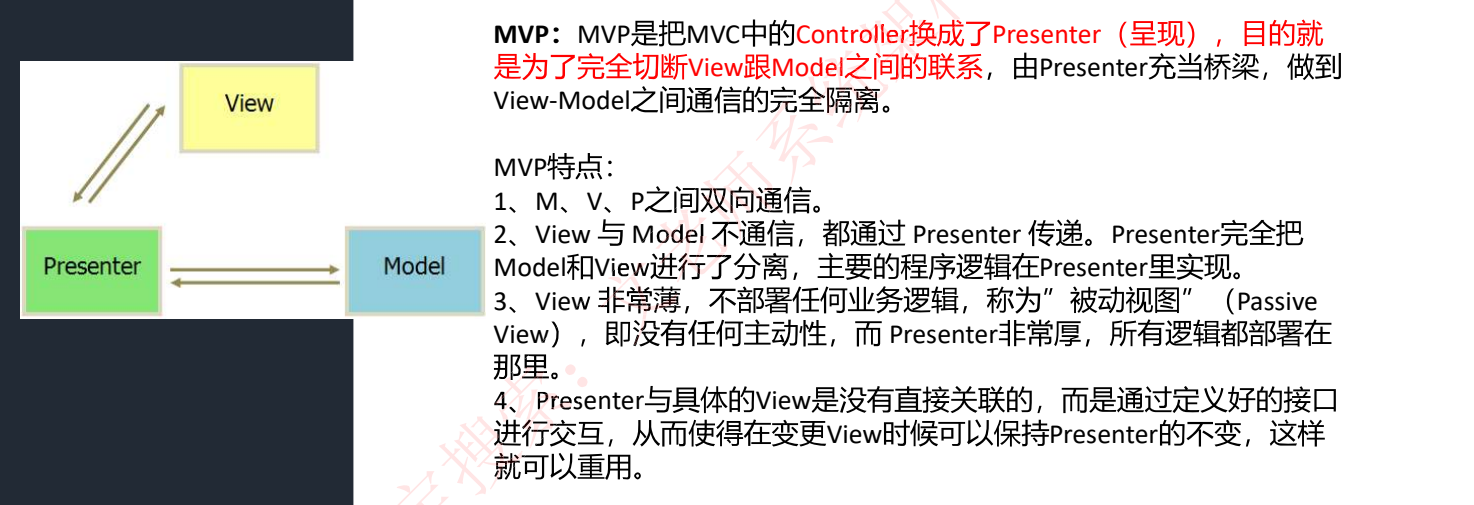 View
Presenter
Model
MVP：MVP是把MVC中的Controller换成了Presenter（呈现），目的就
是为了完全切断View跟Model之间的联系，由Presenter充当桥梁，做到
View-Model之间通信的完全隔离。
MVP特点：
1、M、V、P之间双向通信。
2、View 与 Model 不通信，都通过 Presenter 传递。Presenter完全把
Model和View进行了分离，主要的程序逻辑在Presenter里实现。
3、View 非常薄，不部署任何业务逻辑，称为”被动视图”（Passive
View），即没有任何主动性，而 Presenter非常厚，所有逻辑都部署在
那里。
4、Presenter与具体的View是没有直接关联的，而是通过定义好的接口
进行交互，从而使得在变更View时候可以保持Presenter的不变，这样
就可以重用。